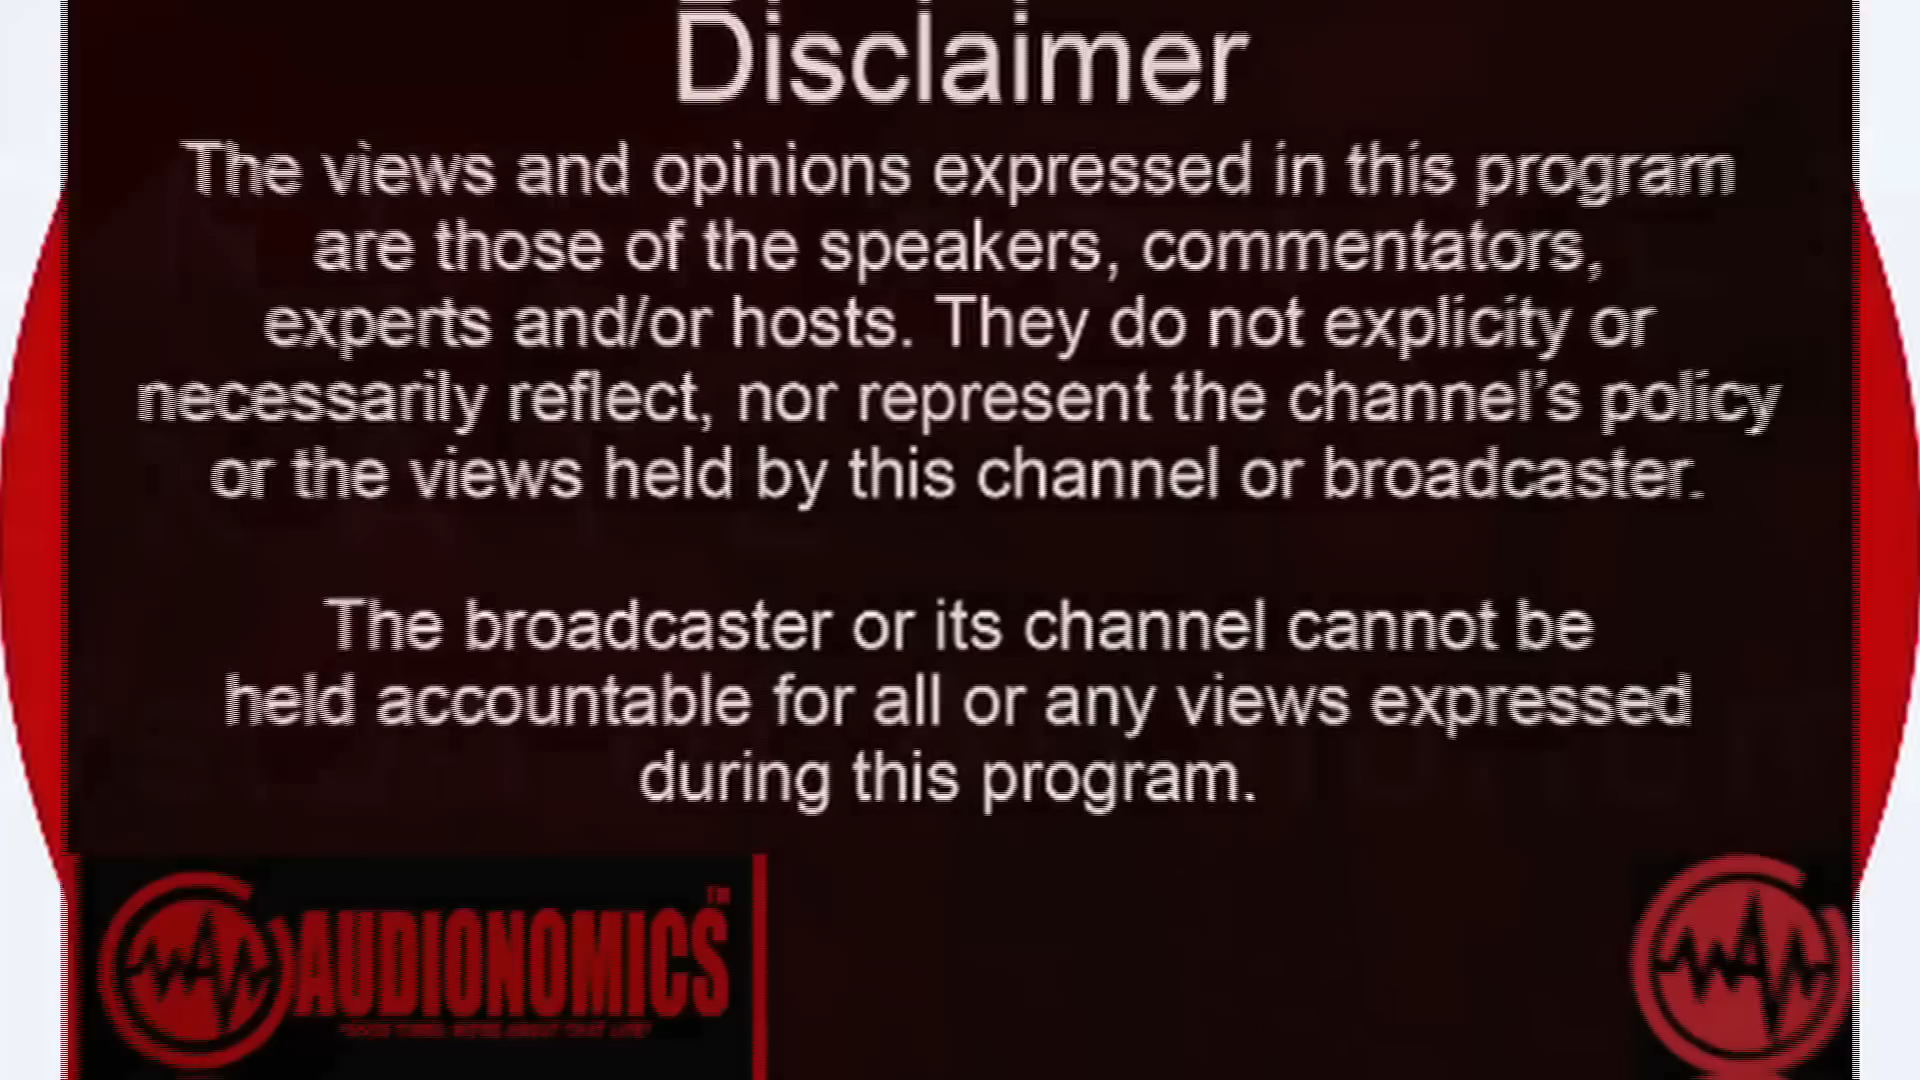 Disclaimer
The views and opinions expressed in this program
are those of the speakers, commentators,
experts and/or hosts. They do not explicity or
necessarily reflect, nor represent the channel's policy
or the views held by this channel or broadcaster.
The broadcaster or its channel cannot be
held accountable for all or any views expressed
during this program.
AUDIONOMICS™